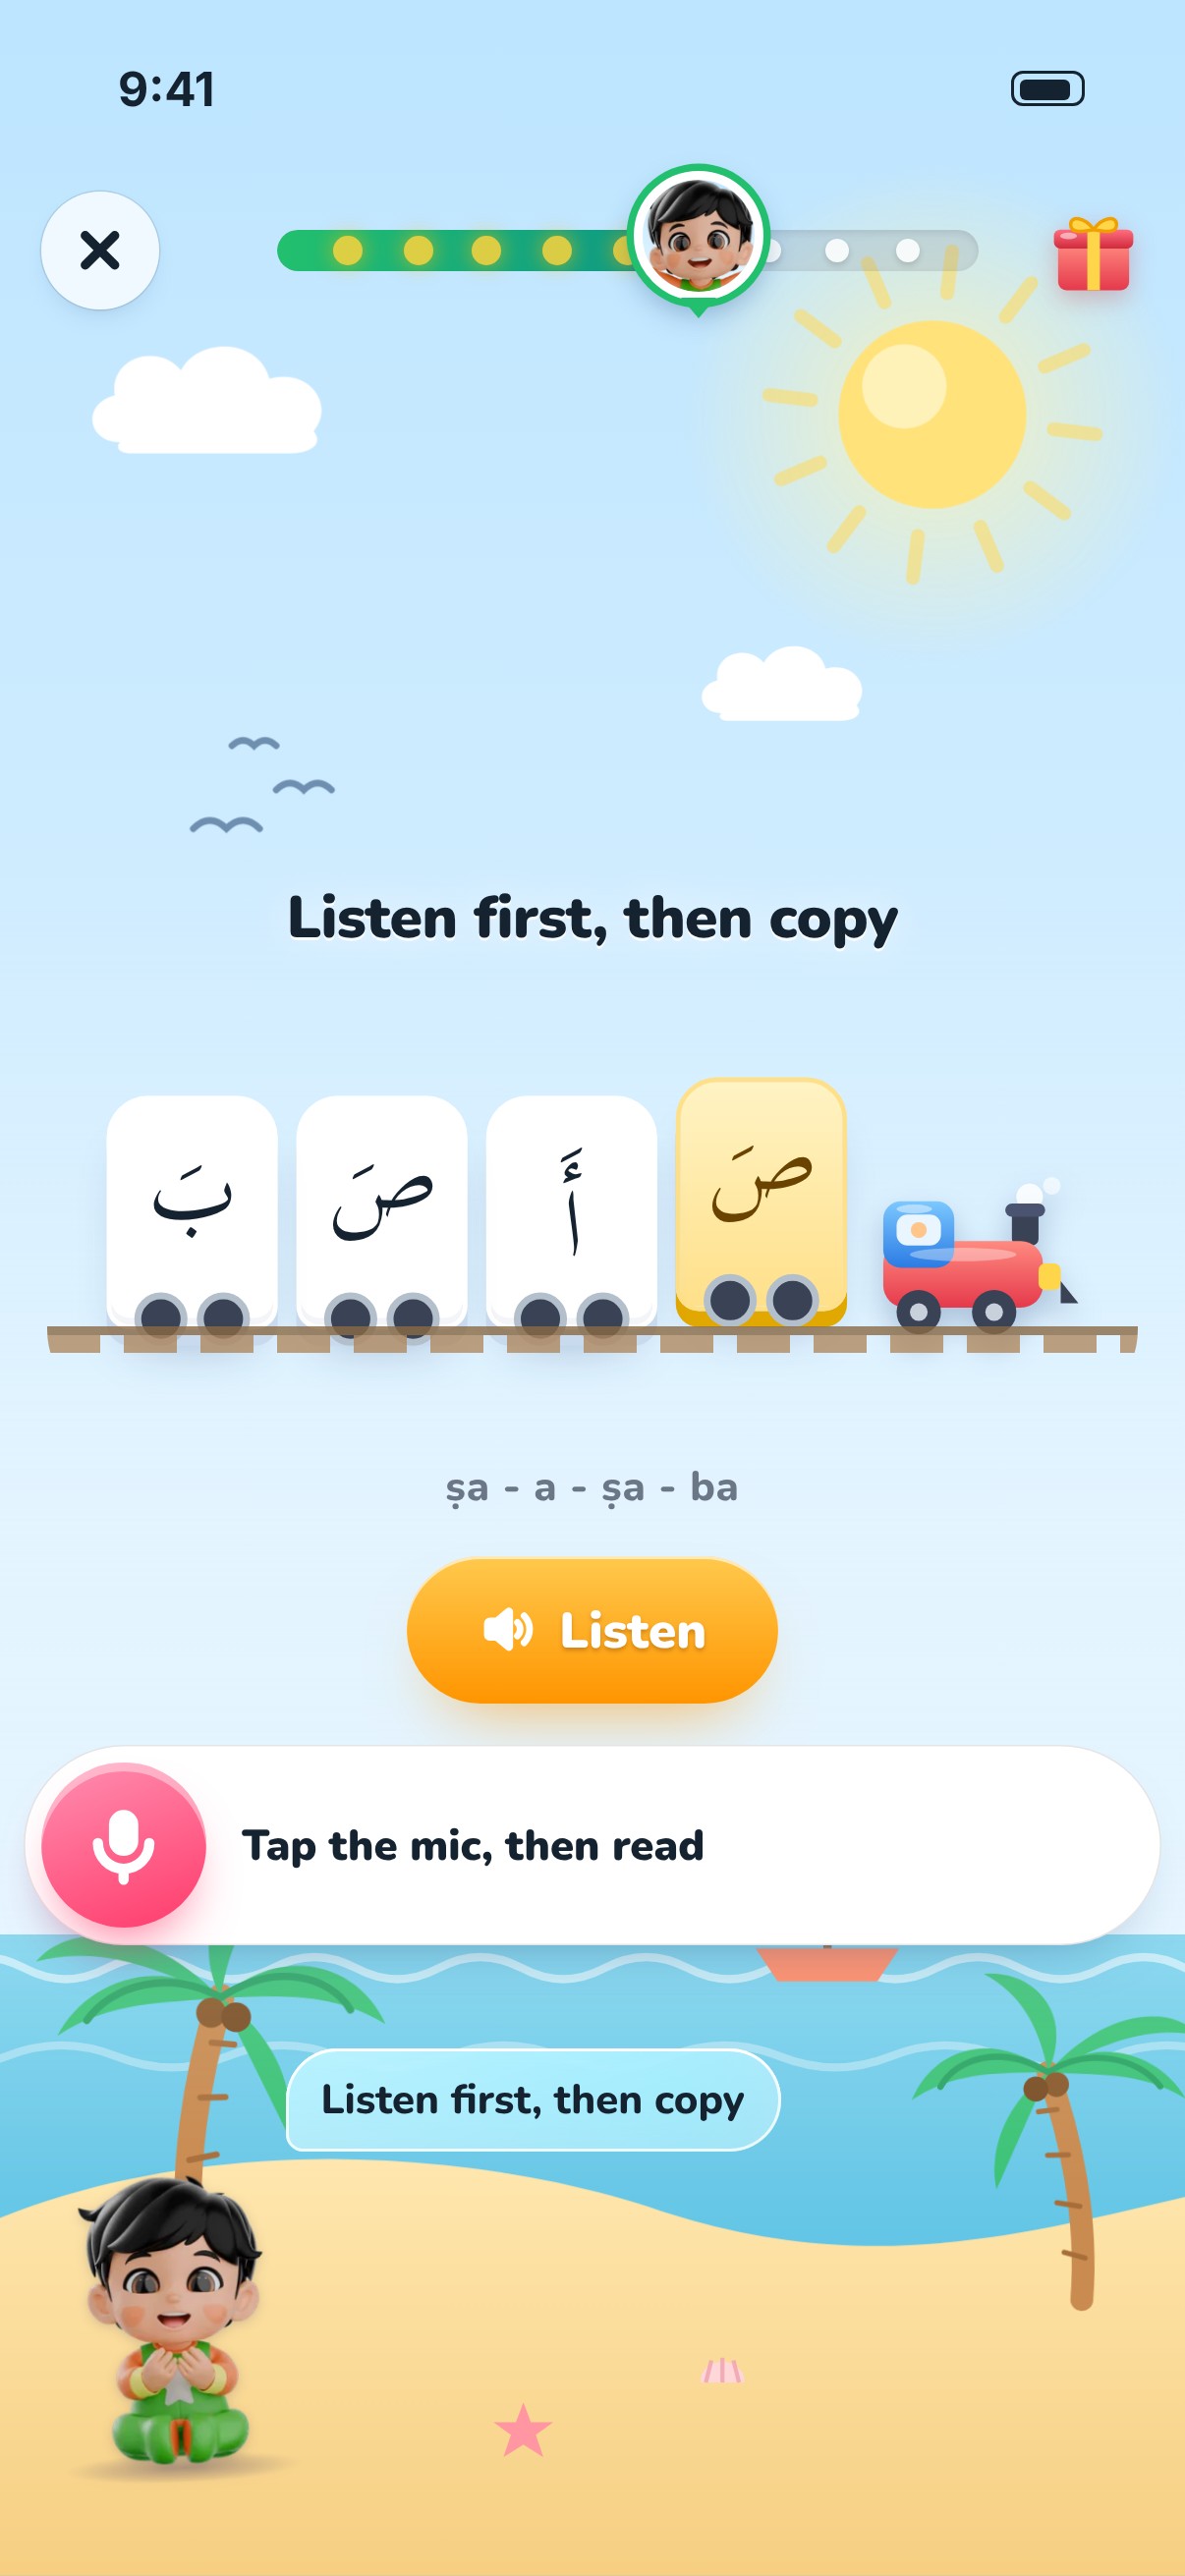 9:41
Listen first, then copy
صَ أَ صَ بَ
ṣa - a - ṣa - ba
Listen
Tap the mic, then read
Listen first, then copy